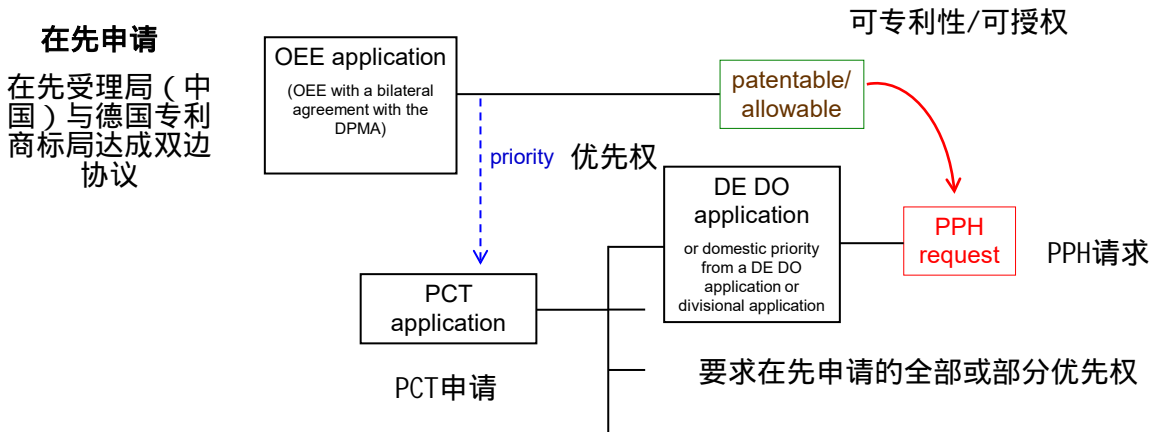 可专利性/可授权
在先申请
在先受理局（中
国）与德国专利
商标局达成双边
协议
OEE application
(OEE with a bilateral
agreement with the
DPMA)
patentable/
allowable
priority 优先权
DE DO
application
or domestic priority
from a DE DO
application or
divisional application
PPH
request
PPH请求
PCT
application
PCT申请
要求在先申请的全部或部分优先权